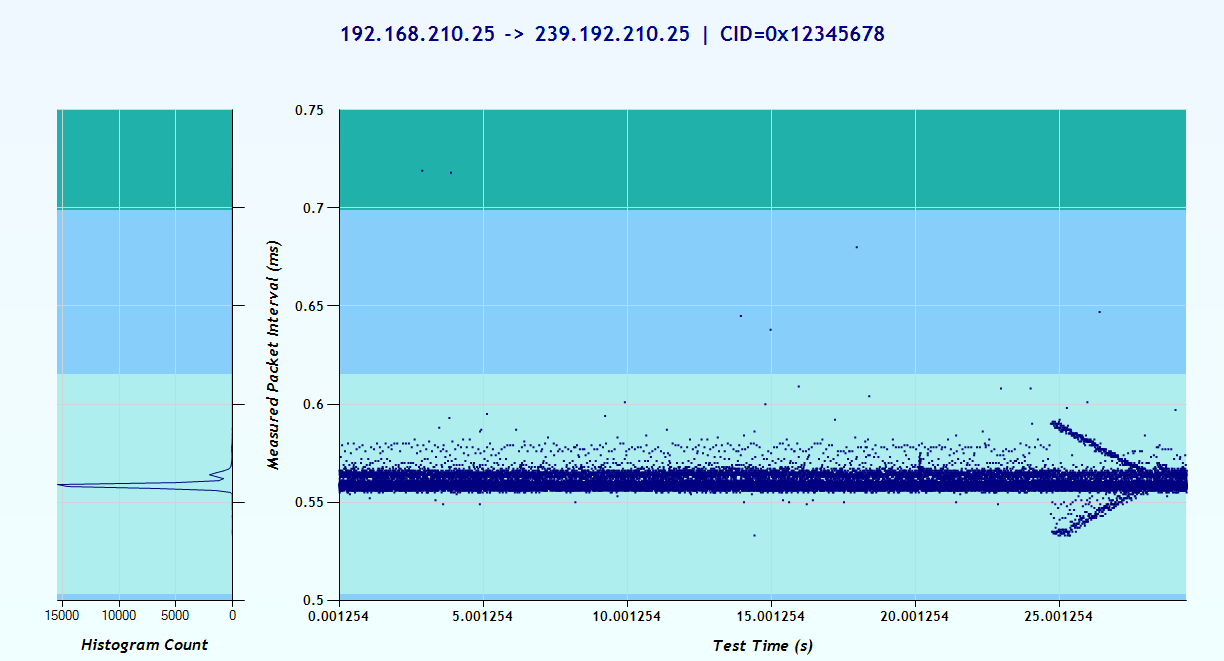 192.168.210.25 -> 239.192.210.25 | CID=0x12345678
0.75
0.7
0.65
0.6
0.55
0.5
Measured Packet Interval (ms)
15000 10000 5000 0
Histogram Count
0.001254 5.001254 10.001254 15.001254 20.001254 25.001254
Test Time (s)